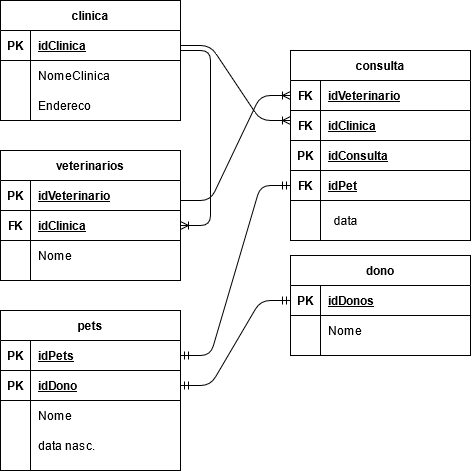 clinica
PK idClinica
NomeClinica
Endereco
veterinarios
PK idVeterinario
FK idClinica
Nome
pets
PK idPets
PK idDono
Nome
data nasc.
consulta
FK idVeterinario
FK idClinica
PK idConsulta
FK idPet
data
dono
PK idDonos
Nome